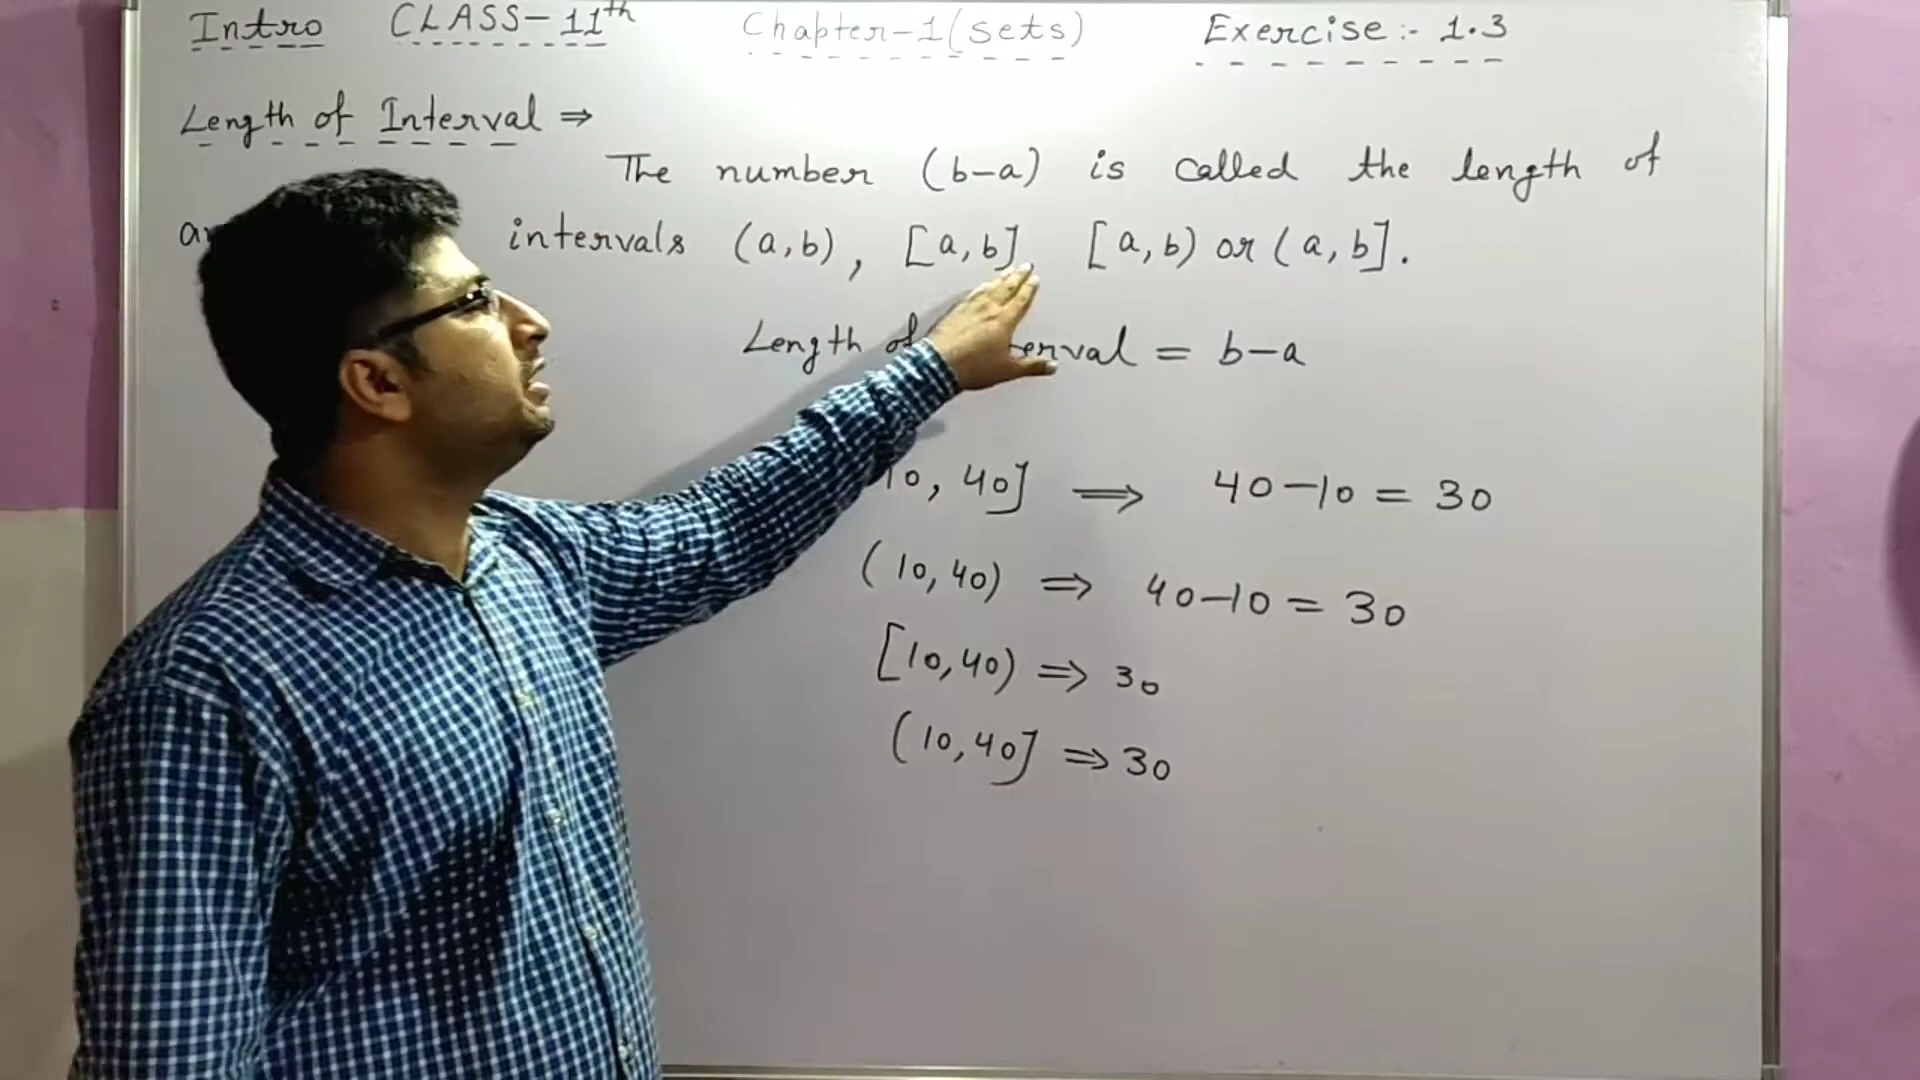 Intro CLASS-11th Chapter-1(sets) Exercise:- 1.3
Length of Interval ⇒
The number (b-a) is called the length of
intervals (a,b), [a,b] [a,b) or (a,b].
Length of = b-a
10, 40] ⟹ 40-10 = 30
(10,40) ⇒ 40-10 = 30
[10,40) ⇒ 30
(10,40] ⇒ 30